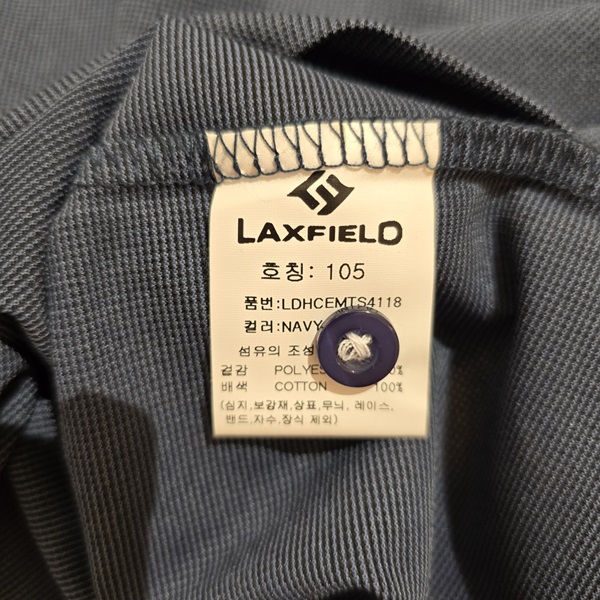 LAXFIELD
호칭: 105
품번:LDHCEMTS4118
컬러:NAVY
섬유의 조성
겉감
배색 COTTON 100%
(심지,보강재,상표,무늬, 레이스,
밴드,자수,장식 제외)